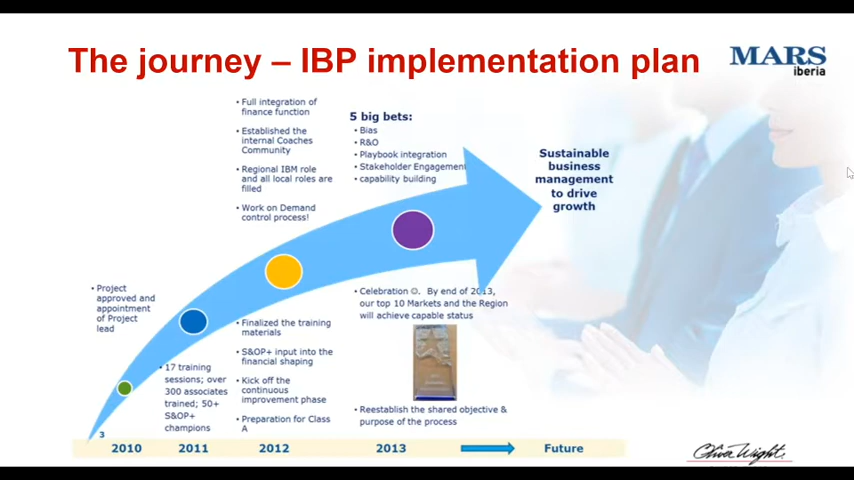 The journey – IBP implementation plan
MARS
iberia
• Full integration of
finance function
• Established the
internal Coaches
Community
• Regional IBM role
and all local roles are
filled
• Work on Demand
control process!
5 big bets:
• Bias
• R&O
• Playbook integration
• Stakeholder Engagement
• capability building
Sustainable
business
management
to drive
growth
• Project
approved and
appointment
of Project
lead
• 17 training
sessions; over
300 associates
trained; 50+
S&OP+
champions
• Finalized the training
materials
• S&OP+ input into the
financial shaping
• Kick off the
continuous
improvement phase
• Preparation for Class
A
• Celebration ☺. By end of 2013,
our top 10 Markets and the Region
will achieve capable status
• Reestablish the shared objective &
purpose of the process
3
2010
2011
2012
2013
Future
Oliver Wight